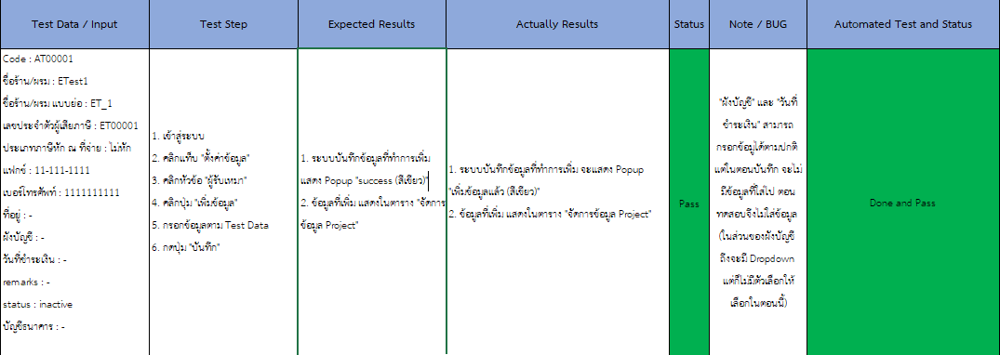 Test Data / Input
Test Step
Expected Results
Actually Results
Status
Note / BUG
Automated Test and Status
Code : AT00001
ชื่อร้าน/ผรม : ETest1
ชื่อร้าน/ผรม แบบย่อ : ET_1
เลขประจำตัวผู้เสียภาษี : ET00001
ประเภทภาษีหัก ณ ที่จ่าย : ไม่หัก
แฟกซ์ : 11-111-1111
เบอร์โทรศัพท์ : 1111111111
ที่อยู่ : -
ผังบัญชี : -
วันที่ชำระเงิน : -
remarks : -
status : inactive
บัญชีธนาคาร : -
1. เข้าสู่ระบบ
2. คลิกแท็บ "ตั้งค่าข้อมูล"
3. คลิกหัวข้อ "ผู้รับเหมา"
4. คลิกปุ่ม "เพิ่มข้อมูล"
5. กรอกข้อมูลตาม Test Data
6. กดปุ่ม "บันทึก"
1. ระบบบันทึกข้อมูลที่ทำการเพิ่ม
แสดง Popup "success (สีเขียว)"
2. ข้อมูลที่เพิ่ม แสดงในตาราง "จัดการ
ข้อมูล Project"
1. ระบบบันทึกข้อมูลที่ทำการเพิ่ม จะแสดง Popup
"เพิ่มข้อมูลแล้ว (สีเขียว)"
2. ข้อมูลที่เพิ่ม แสดงในตาราง "จัดการข้อมูล Project"
Pass
"ผังบัญชี" และ "วันที่
ชำระเงิน" สามารถ
กรอกข้อมูได้ตามปกติ
แต่ในตอนบันทึก จะไม่
มีข้อมูลที่ใส่ไป ตอน
ทดสอบจึงไม่ใส่ข้อมูล
(ในส่วนของผังบัญชี
ถึงจะมี Dropdown
แต่ก็ไม่มีตัวเลือกให้
เลือกในตอนนี้)
Done and Pass